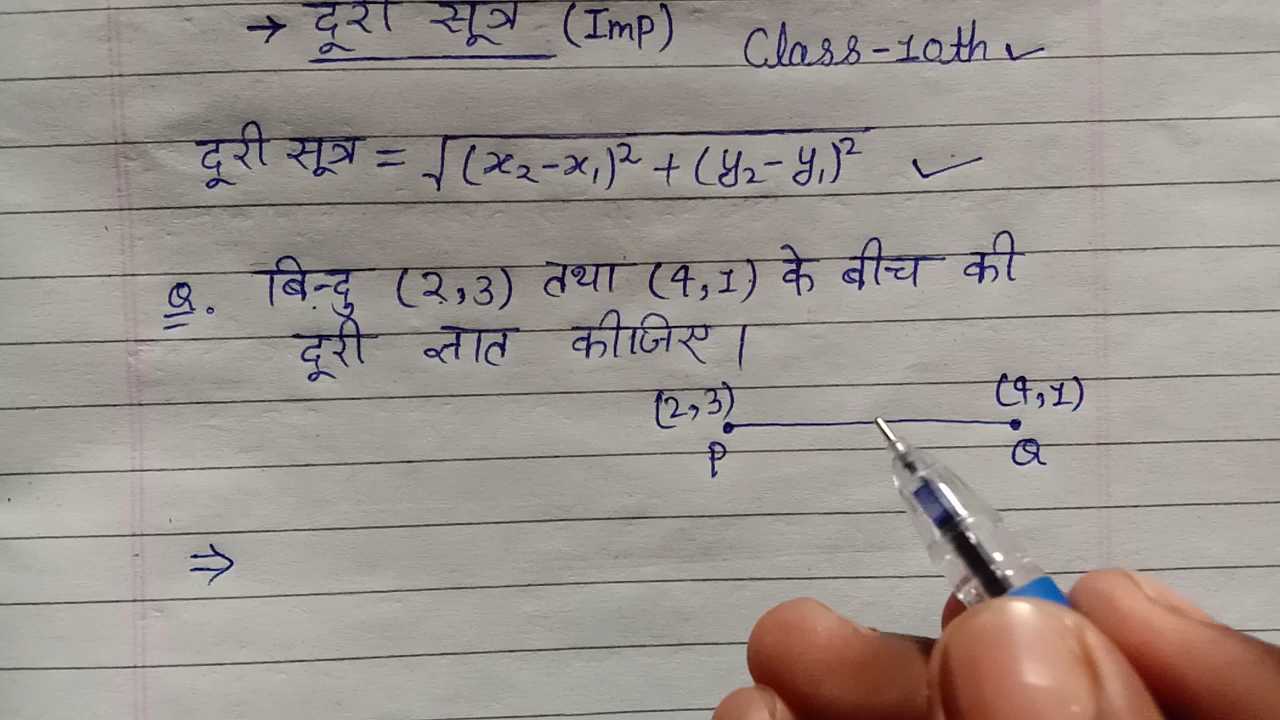 → दूरी सूत्र (Imp) Class-10th ✓
दूरी सूत्र = √(x₂-x₁)² + (y₂-y₁)² ✓
Q. बिन्दु (2,3) तथा (4,1) के बीच की
दूरी ज्ञात कीजिए।
(2,3) (4,1)
P Q
⇒